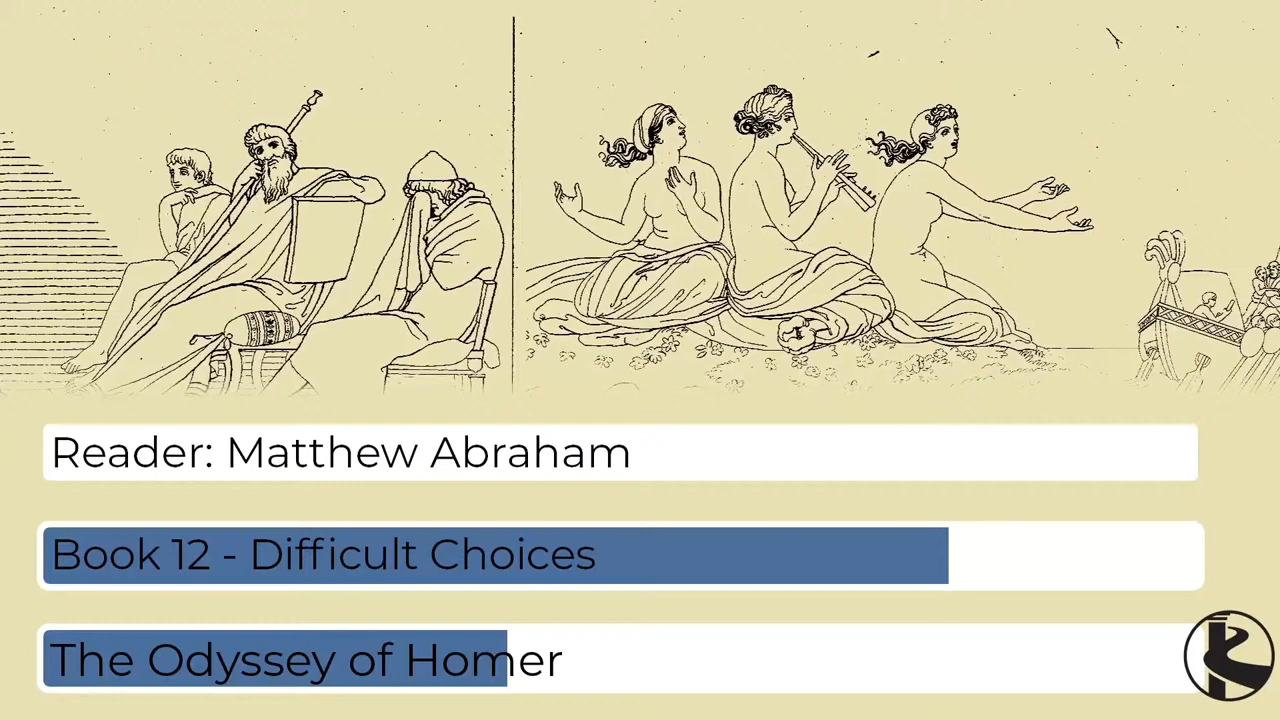 Reader: Matthew Abraham
Book 12 - Difficult Choices
The Odyssey of Homer